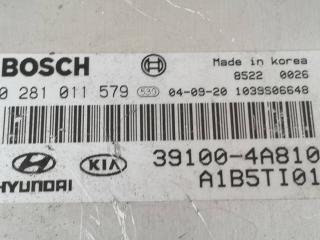 BOSCH
Made in korea
8522 0026
0 281 011 579 539 04-09-20 1039S06648
HYUNDAI KIA 39100-4A810
A1B5TI01